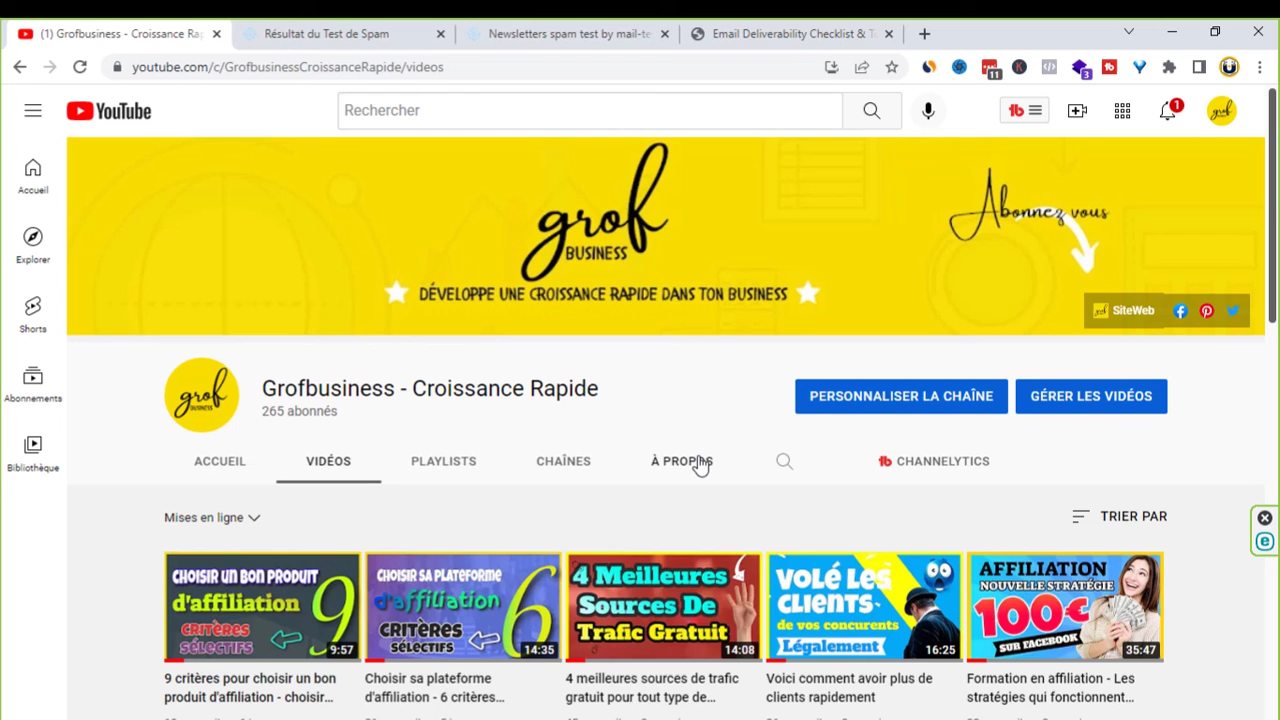 (1) Grofbusiness - Croissance Rap
Résultat du Test de Spam
Newsletters spam test by mail-te
Email Deliverability Checklist & T
youtube.com/c/GrofbusinessCroissanceRapide/videos
11
3
YouTube
Rechercher
1
grof
BUSINESS
DÉVELOPPE UNE CROISSANCE RAPIDE DANS TON BUSINESS
Abonnez vous
SiteWeb
Accueil
Explorer
Shorts
Abonnements
Bibliothèque
grof
BUSINESS
Grofbusiness - Croissance Rapide
265 abonnés
PERSONNALISER LA CHAÎNE
GÉRER LES VIDÉOS
ACCUEIL
VIDÉOS
PLAYLISTS
CHAÎNES
À PROPOS
CHANNELYTICS
Mises en ligne
TRIER PAR
CHOISIR UN BON PRODUIT
d'affiliation
CRITÈRES
SÉLECTIFS
9
9:57
CHOISIR SA PLATEFORME
d'affiliation
CRITÈRES
SÉLECTIFS
6
14:35
4 Meilleures
Sources De
Trafic Gratuit
14:08
VOLÉ LES
CLIENTS
de vos concurents
Légalement
16:25
AFFILIATION
NOUVELLE STRATÉGIE
100€
SUR FACEBOOK
35:47
9 critères pour choisir un bon
produit d'affiliation - choisir...
Choisir sa plateforme
d'affiliation - 6 critères...
4 meilleures sources de trafic
gratuit pour tout type de...
Voici comment avoir plus de
clients rapidement
Formation en affiliation - Les
stratégies qui fonctionnent...